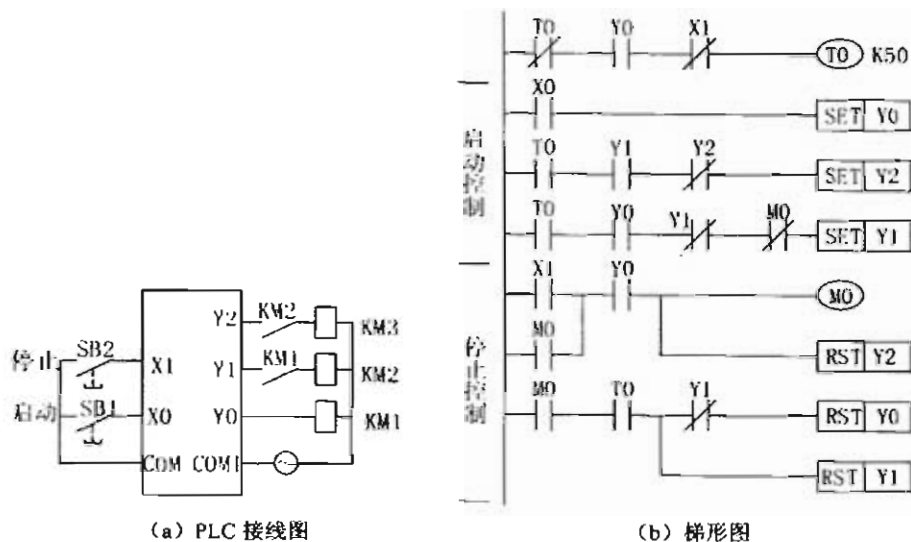 停止
启动
SB2
SB1
X1
X0
COM
Y2
Y1
Y0
COM1
KM2
KM1
KM3
KM2
KM1
(a) PLC 接线图
启动控制
停止控制
T0 Y0 X1 T0 K50
X0 SET Y0
T0 Y1 Y2 SET Y2
T0 Y0 Y1 M0 SET Y1
X1 Y0 M0
M0 RST Y2
M0 T0 Y1 RST Y0
RST Y1
(b) 梯形图